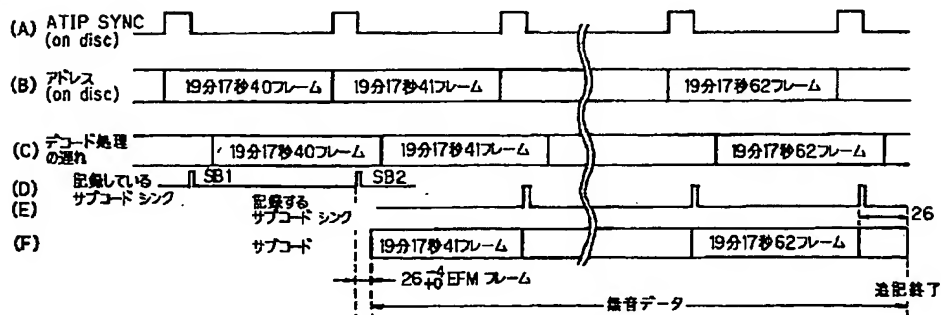 (A) ATIP SYNC
(on disc)
(B) アドレス
(on disc)
19分17秒40フレーム 19分17秒41フレーム 19分17秒62フレーム
(C) デコード処理
の遅れ
19分17秒40フレーム 19分17秒41フレーム 19分17秒62フレーム
(D) 記録している
サブコード シンク
SB1 SB2
(E) 記録する
サブコード シンク
26
(F) サブコード
19分17秒41フレーム 19分17秒62フレーム
26 -4 +0 EFM フレーム
無音データ
追記終了